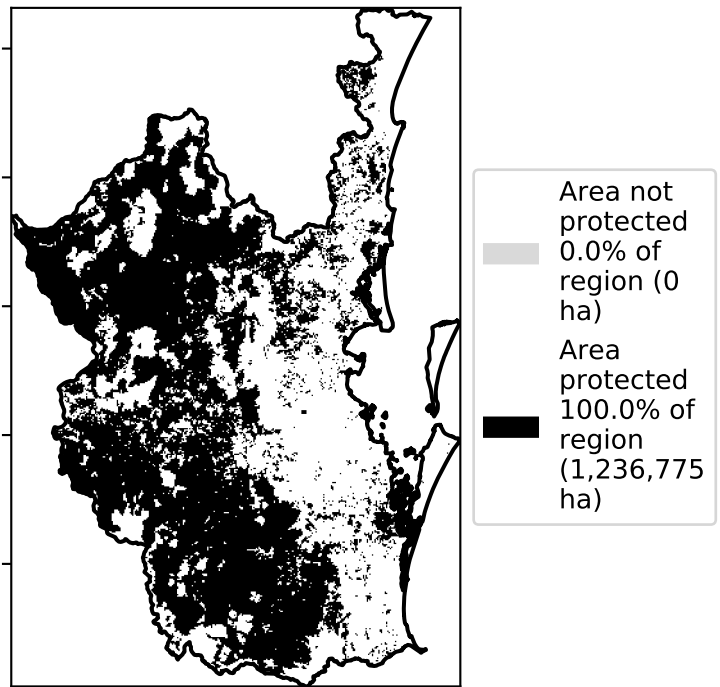 Area not
protected
0.0% of
region (0
ha)
Area
protected
100.0% of
region
(1,236,775
ha)